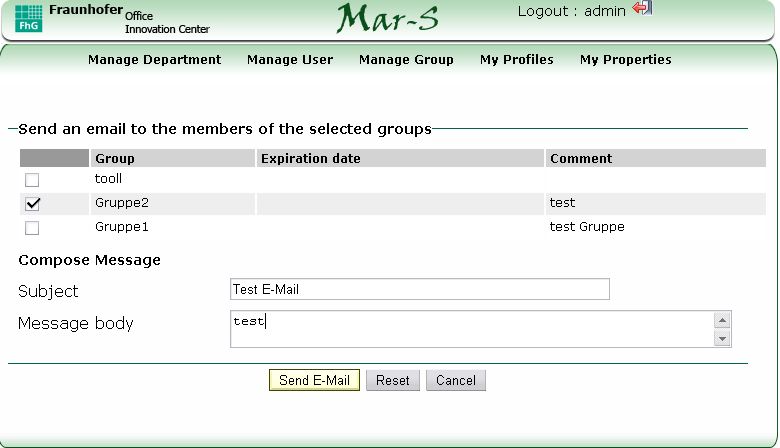 Fraunhofer Office
Innovation Center
FhG
Mar-S
Logout : admin
Manage Department Manage User Manage Group My Profiles My Properties
Send an email to the members of the selected groups
Group Expiration date Comment
tooll
Gruppe2 test
Gruppe1 test Gruppe
Compose Message
Subject Test E-Mail
Message body test
Send E-Mail Reset Cancel